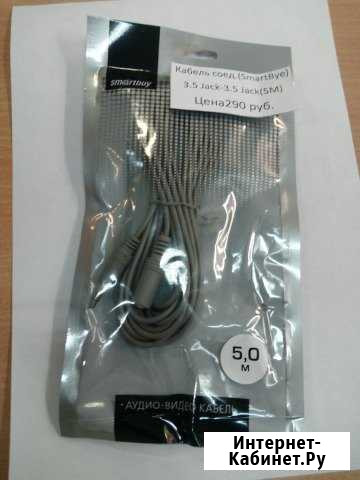 smartbuy
Кабель соед.(SmartBye)
3.5 Jack-3.5 Jack(5М)
Цена290 руб.
5,0
м
• АУДИО-ВИДЕО КАБЕЛЬ
Интернет-
Кабинет.Ру